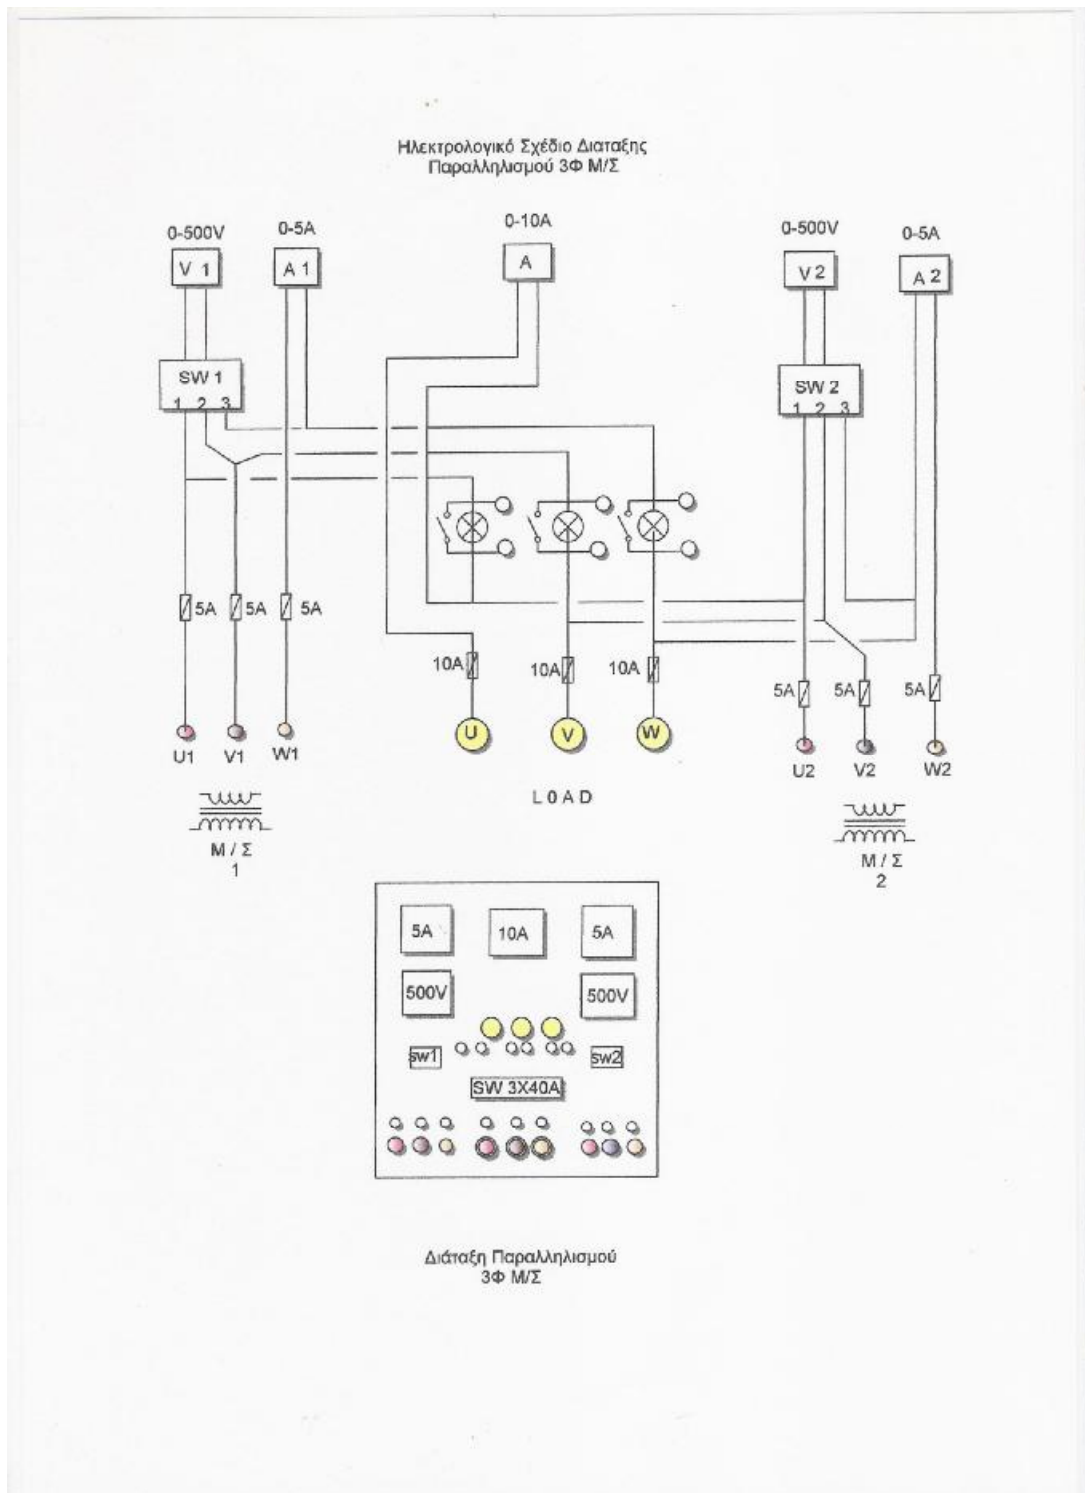 Ηλεκτρολογικό Σχέδιο Διαταξης
Παραλληλισμού 3Φ Μ/Σ
0-500V
0-5A
0-10A
0-500V
0-5A
V 1
A 1
A
V 2
A 2
SW 1
1 2 3
SW 2
1 2 3
5A
5A
5A
10A
10A
10A
5A
5A
5A
U
V
W
U1
V1
W1
U2
V2
W2
L O A D
Μ / Σ
1
Μ / Σ
2
5A
10A
5A
500V
500V
sw1
sw2
SW 3X40A
Διάταξη Παραλληλισμού
3Φ Μ/Σ